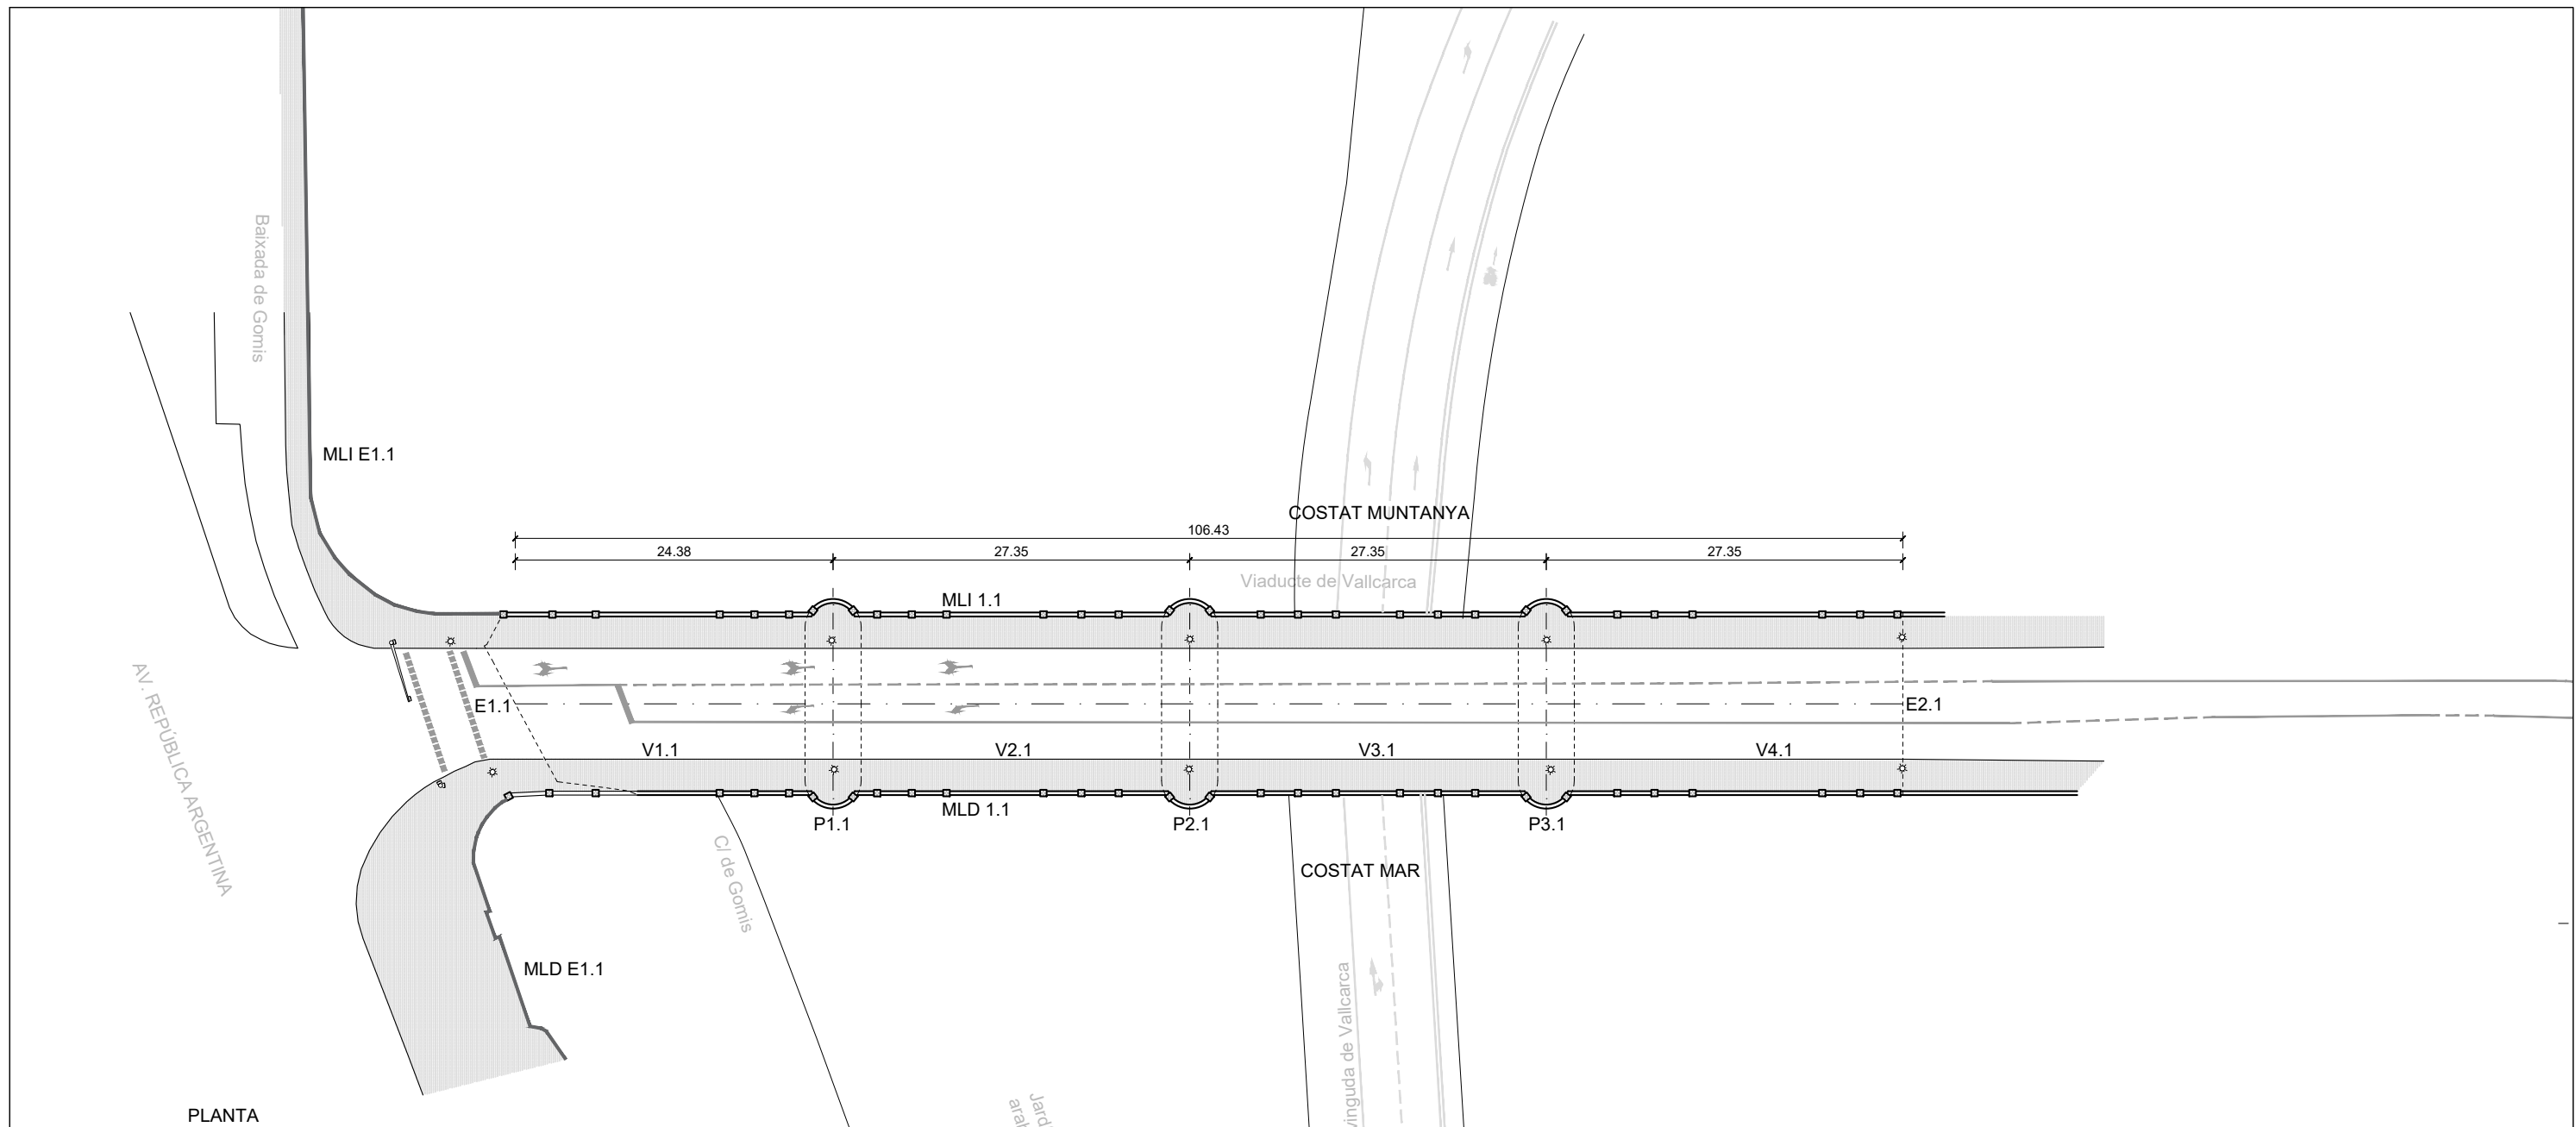 Baixada de Gomis
MLI E1.1
COSTAT MUNTANYA
106.43
24.38
27.35
27.35
27.35
Viaducte de Vallcarca
MLI 1.1
AV. REPÚBLICA ARGENTINA
E1.1
E2.1
V1.1
V2.1
V3.1
V4.1
MLD 1.1
P1.1
P2.1
P3.1
C/ de Gomis
COSTAT MAR
MLD E1.1
vinguda de Vallcarca
Jardi
PLANTA